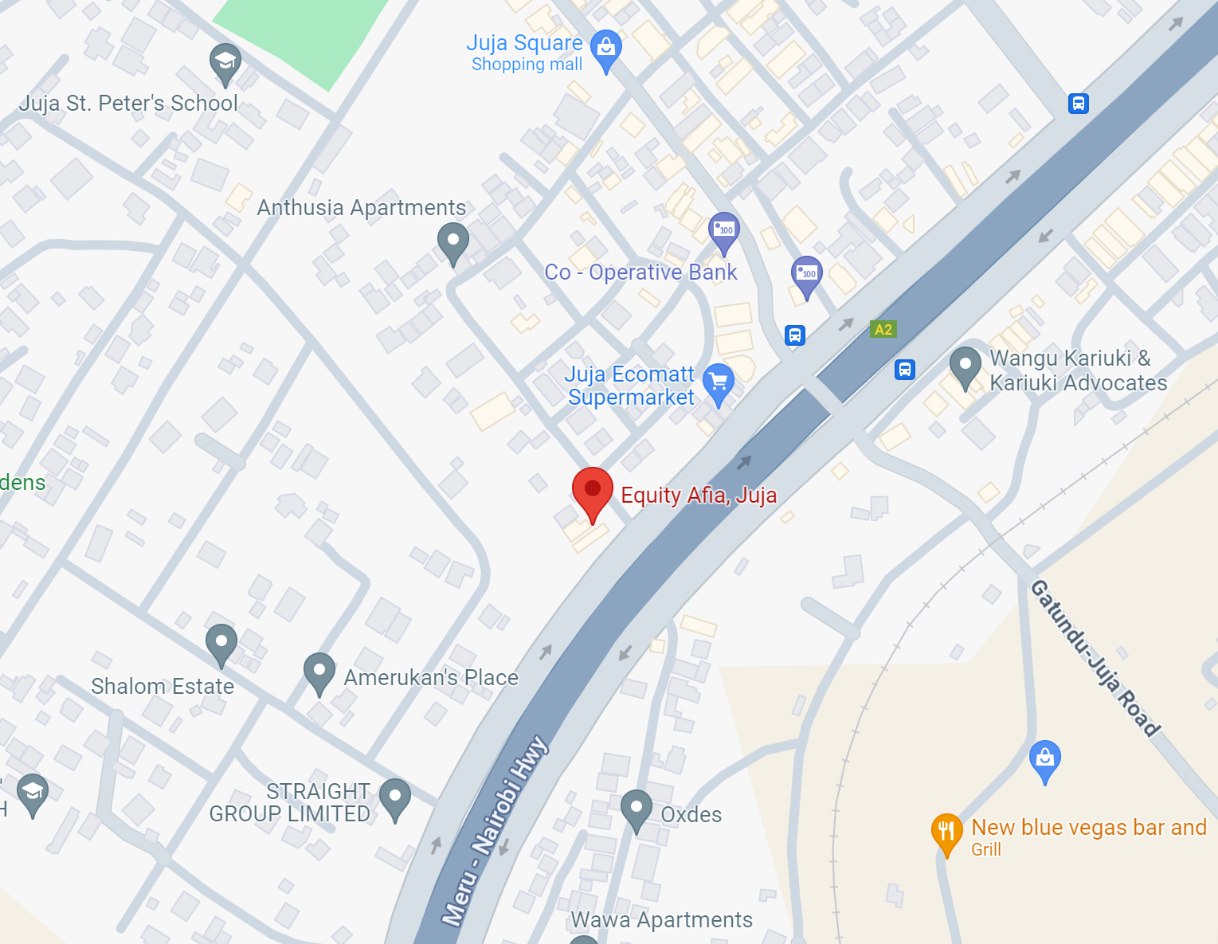 Juja Square
Shopping mall
Juja St. Peter's School
Anthusia Apartments
100
Co - Operative Bank
100
A2
Wangu Kariuki &
Kariuki Advocates
Juja Ecomatt
Supermarket
dens
Equity Afia, Juja
Gatundu-Juja Road
Shalom Estate
Amerukan's Place
Meru - Nairobi Hwy
STRAIGHT
GROUP LIMITED
H
Oxdes
New blue vegas bar and
Grill
Wawa Apartments